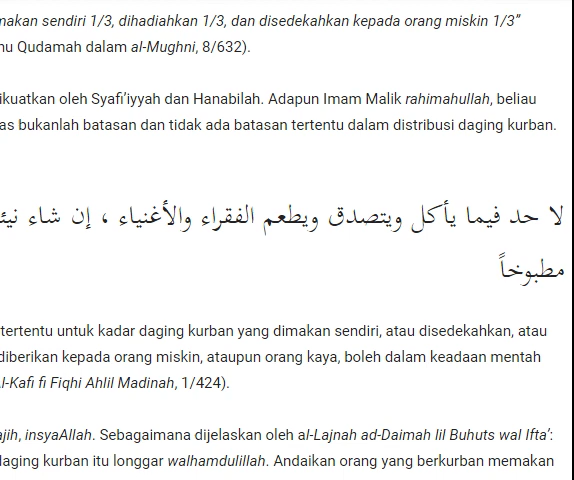 makan sendiri 1/3, dihadiahkan 1/3, dan disedekahkan kepada orang miskin 1/3”
nu Qudamah dalam al-Mughni, 8/632).
ikuatkan oleh Syafi’iyyah dan Hanabilah. Adapun Imam Malik rahimahullah, beliau
as bukanlah batasan dan tidak ada batasan tertentu dalam distribusi daging kurban.
لا حد فيما يأكل ويتصدق ويطعم الفقراء والأغنياء ، إن شاء نيئ
مطبوخاً
tertentu untuk kadar daging kurban yang dimakan sendiri, atau disedekahkan, atau
diberikan kepada orang miskin, ataupun orang kaya, boleh dalam keadaan mentah
l-Kafi fi Fiqhi Ahlil Madinah, 1/424).
ajih, insyaAllah. Sebagaimana dijelaskan oleh al-Lajnah ad-Daimah lil Buhuts wal Ifta’:
daging kurban itu longgar walhamdulillah. Andaikan orang yang berkurban memakan